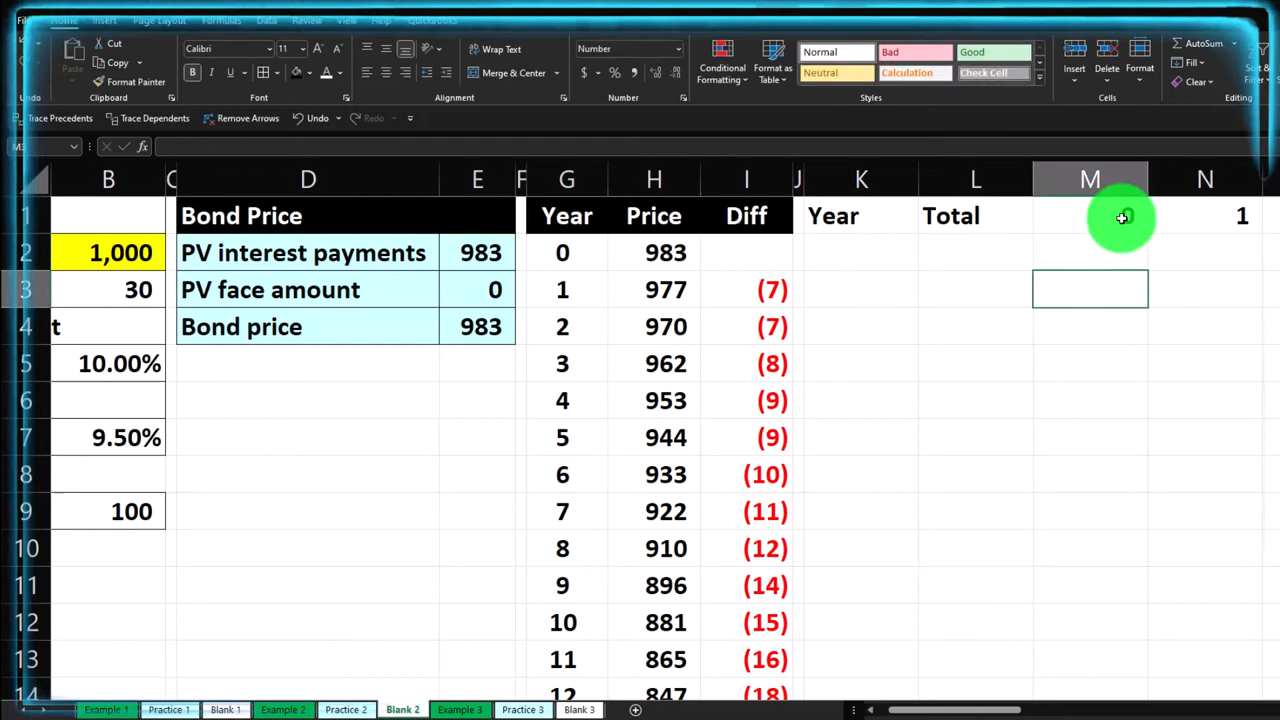 Home Insert Page Layout Formulas Data Review View Help QuickBooks
Paste
Cut
Copy
Format Painter
Clipboard
Calibri 11
B I U
Font
Wrap Text
Merge & Center
Alignment
Number
$ % ,
Number
Conditional Formatting
Format as Table
Normal Bad Good
Neutral Calculation Check Cell
Styles
Insert Delete Format
Cells
AutoSum
Fill
Clear
Sort &
Editing
Undo
Trace Precedents Trace Dependents Remove Arrows Undo Redo
M3 fx
B C D E F G H I J K L M N
1 Bond Price Year Price Diff Year Total 0 1
2 1,000 PV interest payments 983 0 983
3 30 PV face amount 0 1 977 (7)
4 t Bond price 983 2 970 (7)
5 10.00% 3 962 (8)
6 4 953 (9)
7 9.50% 5 944 (9)
8 6 933 (10)
9 100 7 922 (11)
10 8 910 (12)
11 9 896 (14)
12 10 881 (15)
13 11 865 (16)
14 12 847 (18)
Example 1 Practice 1 Blank 1 Example 2 Practice 2 Blank 2 Example 3 Practice 3 Blank 3